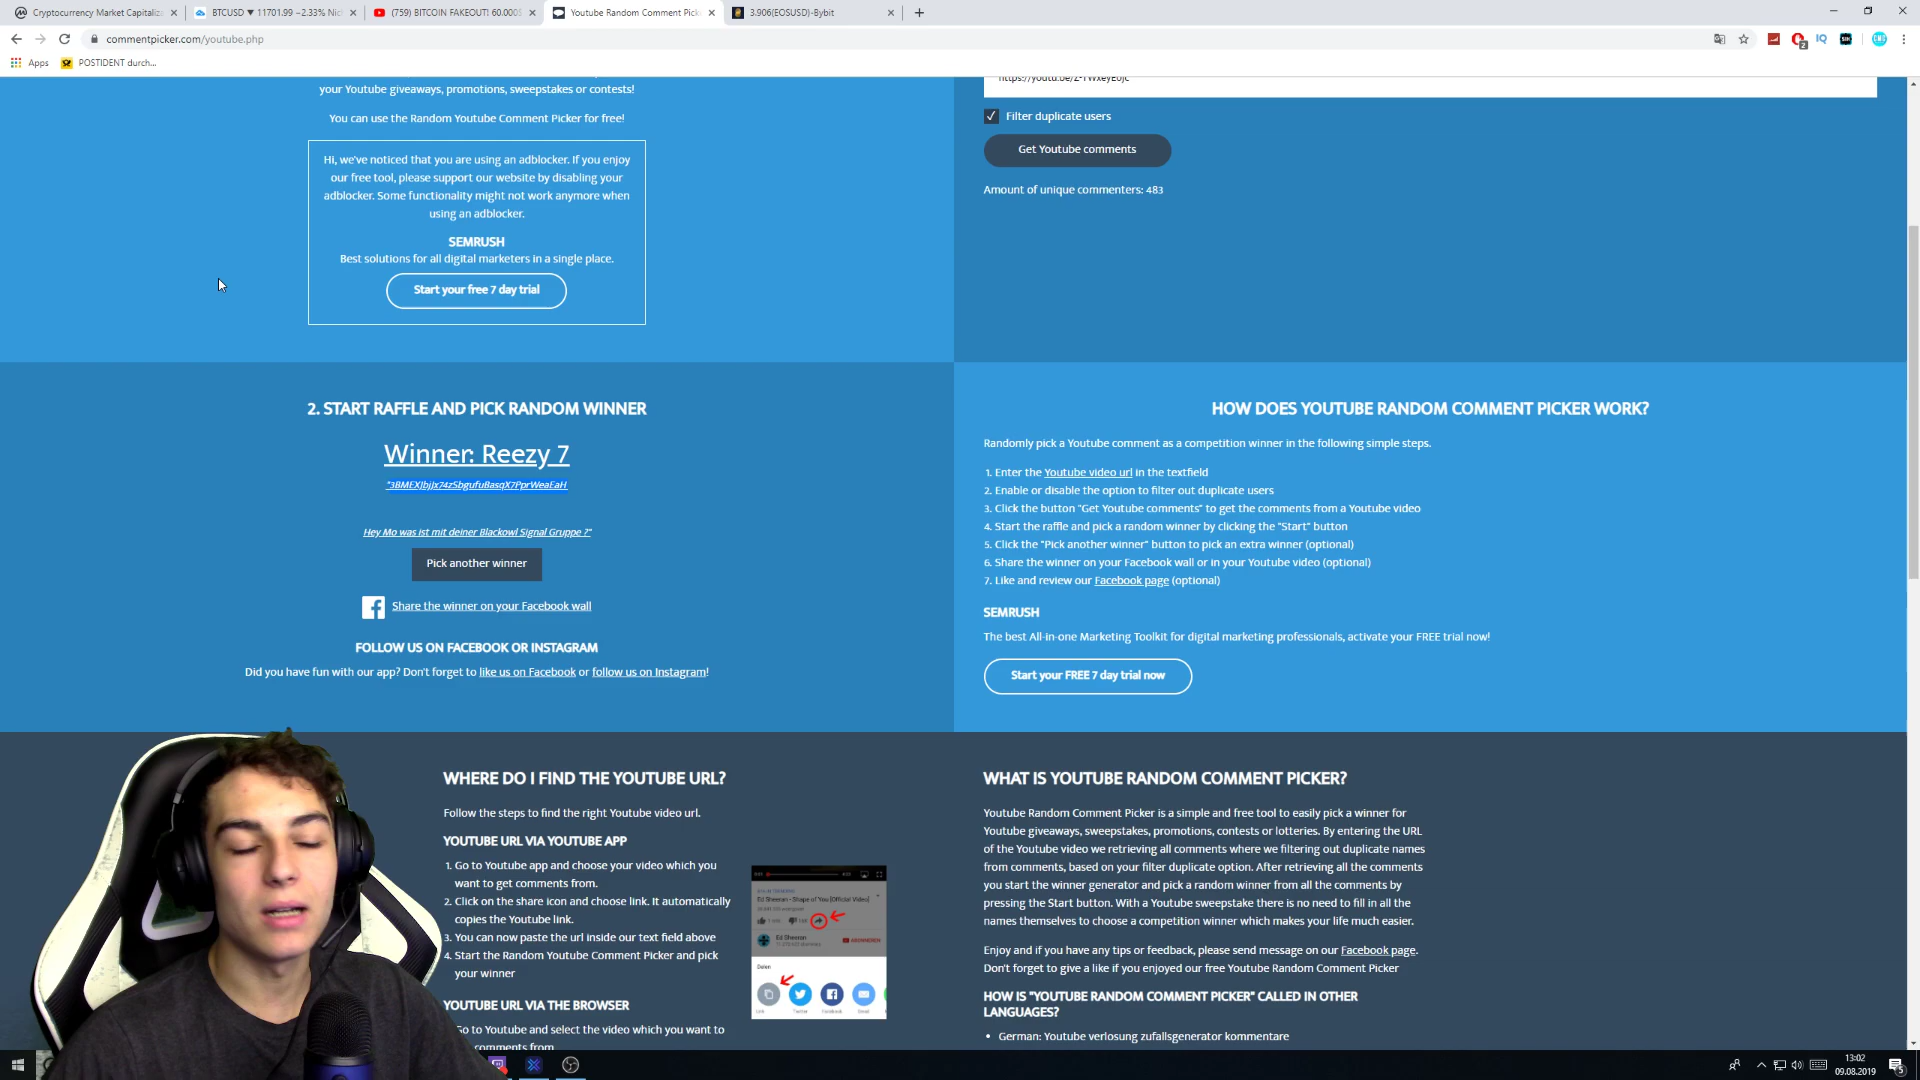 Cryptocurrency Market Capitaliz
BTCUSD ▼ 11701.99 −2.33% Nic
(759) BITCOIN FAKEOUT! 60.000$
Youtube Random Comment Pick
3.906(EOSUSD)-Bybit
commentpicker.com/youtube.php
Apps
POSTIDENT durch...
your Youtube giveaways, promotions, sweepstakes or contests!
You can use the Random Youtube Comment Picker for free!
Hi, we've noticed that you are using an adblocker. If you enjoy
our free tool, please support our website by disabling your
adblocker. Some functionality might not work anymore when
using an adblocker.
SEMRUSH
Best solutions for all digital marketers in a single place.
Start your free 7 day trial
Filter duplicate users
Get Youtube comments
Amount of unique commenters: 483
2. START RAFFLE AND PICK RANDOM WINNER
Winner: Reezy 7
"3BMEXJbjJx74zSbgufuBasqX7PprWeaEaH
Hey Mo was ist mit deiner Blackowl Signal Gruppe ?"
Pick another winner
Share the winner on your Facebook wall
FOLLOW US ON FACEBOOK OR INSTAGRAM
Did you have fun with our app? Don't forget to like us on Facebook or follow us on Instagram!
HOW DOES YOUTUBE RANDOM COMMENT PICKER WORK?
Randomly pick a Youtube comment as a competition winner in the following simple steps.
1. Enter the Youtube video url in the textfield
2. Enable or disable the option to filter out duplicate users
3. Click the button "Get Youtube comments" to get the comments from a Youtube video
4. Start the raffle and pick a random winner by clicking the "Start" button
5. Click the "Pick another winner" button to pick an extra winner (optional)
6. Share the winner on your Facebook wall or in your Youtube video (optional)
7. Like and review our Facebook page (optional)
SEMRUSH
The best All-in-one Marketing Toolkit for digital marketing professionals, activate your FREE trial now!
Start your FREE 7 day trial now
WHERE DO I FIND THE YOUTUBE URL?
Follow the steps to find the right Youtube video url.
YOUTUBE URL VIA YOUTUBE APP
1. Go to Youtube app and choose your video which you
want to get comments from.
2. Click on the share icon and choose link. It automatically
copies the Youtube link.
3. You can now paste the url inside our text field above
4. Start the Random Youtube Comment Picker and pick
your winner
YOUTUBE URL VIA THE BROWSER
Go to Youtube and select the video which you want to
comments from
Ed Sheeran - Shape of You [Official Video]
Ed Sheeran
Delen
Link
Twitter
Facebook
Email
WHAT IS YOUTUBE RANDOM COMMENT PICKER?
Youtube Random Comment Picker is a simple and free tool to easily pick a winner for
Youtube giveaways, sweepstakes, promotions, contests or lotteries. By entering the URL
of the Youtube video we retrieving all comments where we filtering out duplicate names
from comments, based on your filter duplicate option. After retrieving all the comments
you start the winner generator and pick a random winner from all the comments by
pressing the Start button. With a Youtube sweepstake there is no need to fill in all the
names themselves to choose a competition winner which makes your life much easier.
Enjoy and if you have any tips or feedback, please send message on our Facebook page.
Don't forget to give a like if you enjoyed our free Youtube Random Comment Picker
HOW IS "YOUTUBE RANDOM COMMENT PICKER" CALLED IN OTHER
LANGUAGES?
• German: Youtube verlosung zufallsgenerator kommentare
13:02
09.08.2019